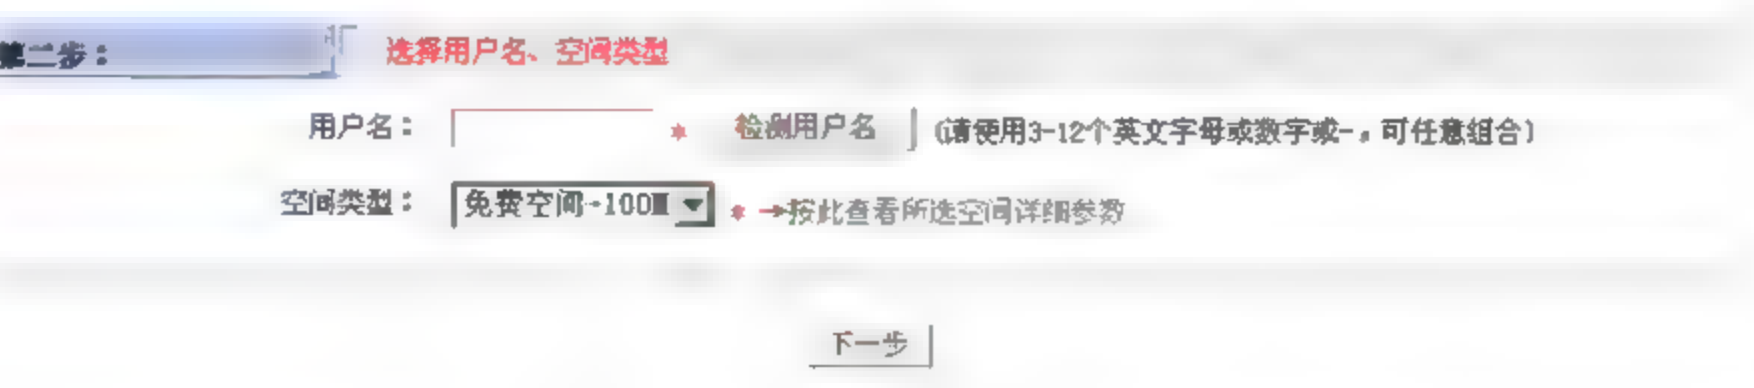 第二步： 选择用户名、空间类型
用户名： * 检测用户名 (请使用3-12个英文字母或数字或-。可任意组合)
空间类型： 免费空间-100M * →按此查看所选空间详细参数
下一步